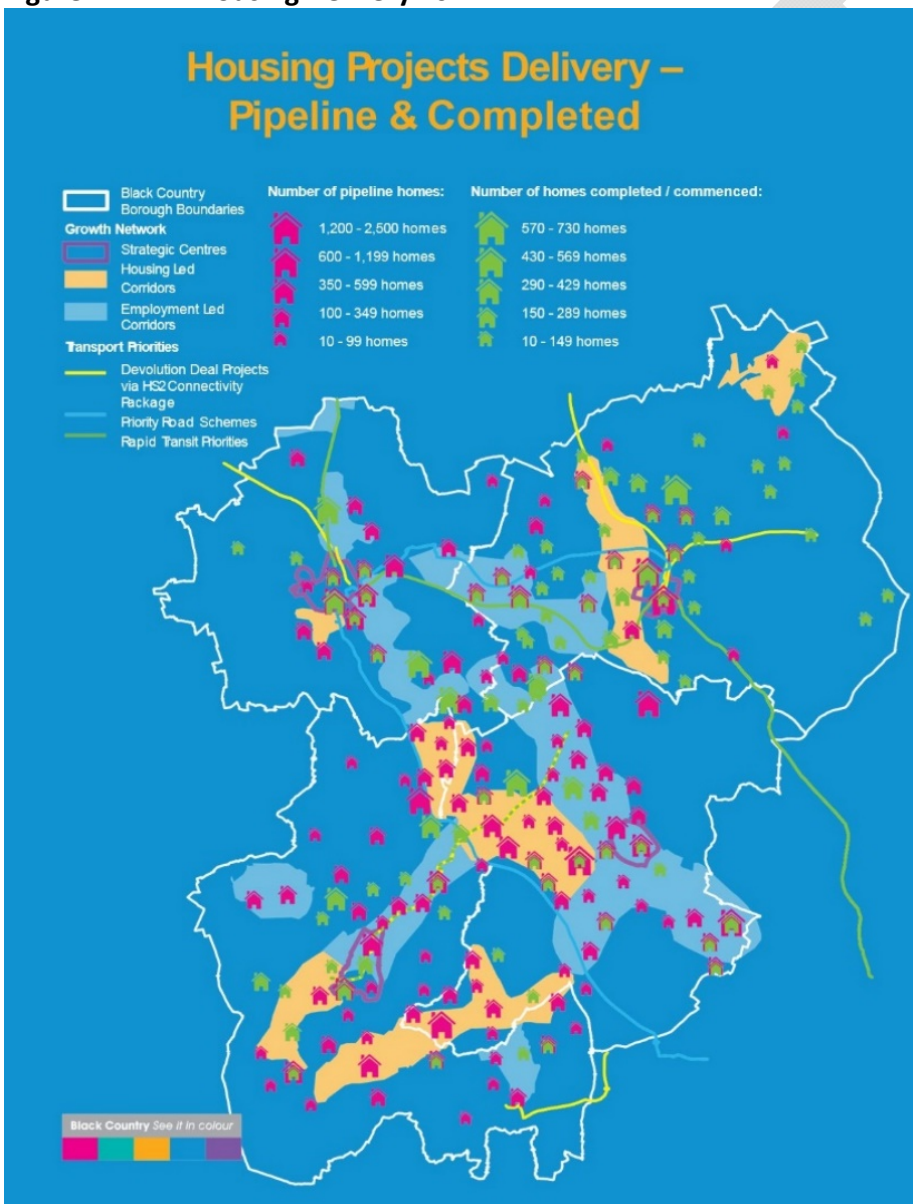 Housing Projects Delivery –
Pipeline & Completed
Black Country
Borough Boundaries
Growth Network
Strategic Centres
Housing Led
Corridors
Employment Led
Corridors
Transport Priorities
Devolution Deal Projects
via HS2 Connectivity
Package
Priority Road Schemes
Rapid Transit Priorities
Number of pipeline homes:
1,200 - 2,500 homes
600 - 1,199 homes
350 - 599 homes
100 - 349 homes
10 - 99 homes
Number of homes completed / commenced:
570 - 730 homes
430 - 569 homes
290 - 429 homes
150 - 289 homes
10 - 149 homes
Black Country See it in colour